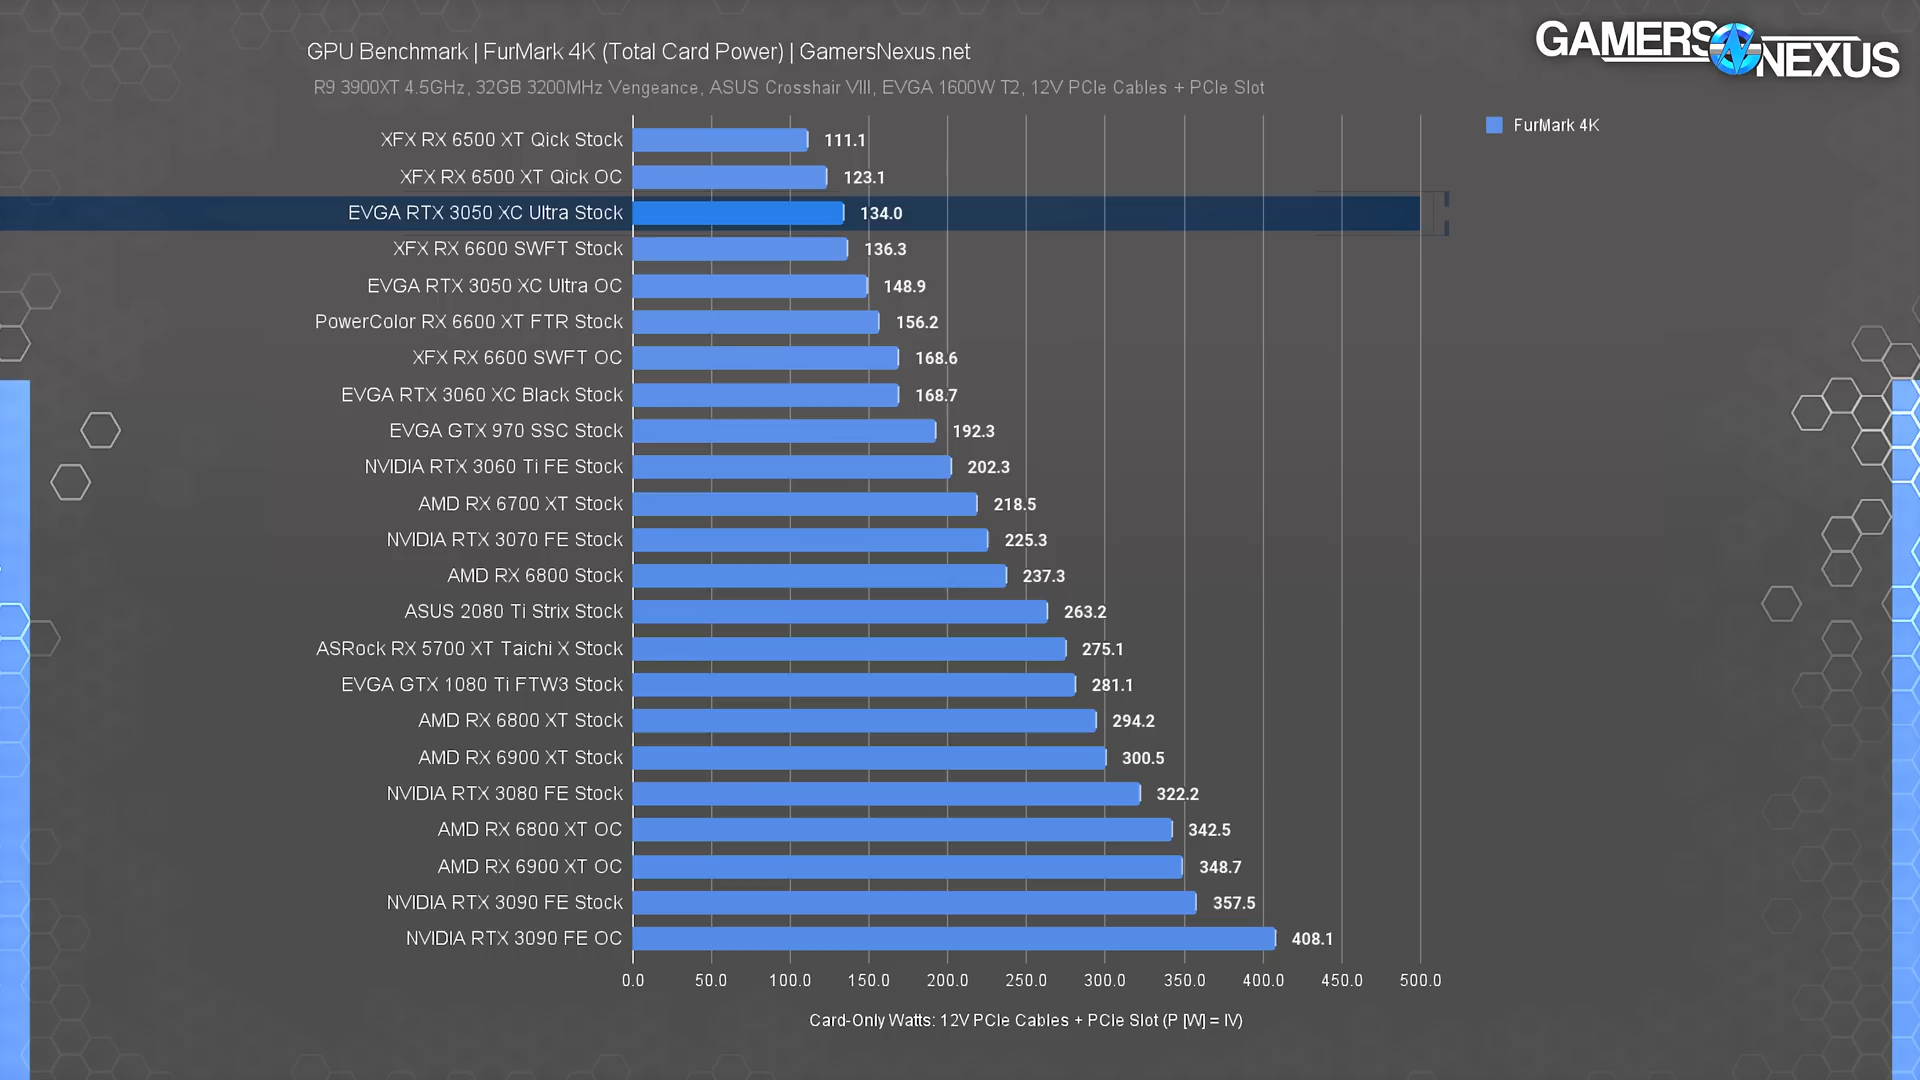 GAMERS NEXUS
GPU Benchmark | FurMark 4K (Total Card Power) | GamersNexus.net
R9 3900XT 4.5GHz, 32GB 3200MHz Vengeance, ASUS Crosshair VIII, EVGA 1600W T2, 12V PCIe Cables + PCIe Slot
FurMark 4K
XFX RX 6500 XT Qick Stock 111.1
XFX RX 6500 XT Qick OC 123.1
EVGA RTX 3050 XC Ultra Stock 134.0
XFX RX 6600 SWFT Stock 136.3
EVGA RTX 3050 XC Ultra OC 148.9
PowerColor RX 6600 XT FTR Stock 156.2
XFX RX 6600 SWFT OC 168.6
EVGA RTX 3060 XC Black Stock 168.7
EVGA GTX 970 SSC Stock 192.3
NVIDIA RTX 3060 Ti FE Stock 202.3
AMD RX 6700 XT Stock 218.5
NVIDIA RTX 3070 FE Stock 225.3
AMD RX 6800 Stock 237.3
ASUS 2080 Ti Strix Stock 263.2
ASRock RX 5700 XT Taichi X Stock 275.1
EVGA GTX 1080 Ti FTW3 Stock 281.1
AMD RX 6800 XT Stock 294.2
AMD RX 6900 XT Stock 300.5
NVIDIA RTX 3080 FE Stock 322.2
AMD RX 6800 XT OC 342.5
AMD RX 6900 XT OC 348.7
NVIDIA RTX 3090 FE Stock 357.5
NVIDIA RTX 3090 FE OC 408.1
0.0 50.0 100.0 150.0 200.0 250.0 300.0 350.0 400.0 450.0 500.0
Card-Only Watts: 12V PCIe Cables + PCIe Slot (P [W] = IV)